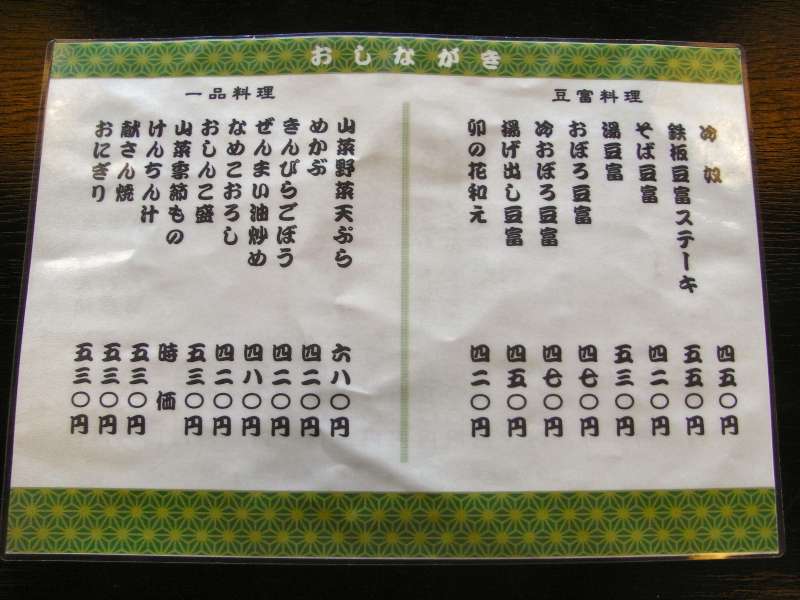 おしながき
豆富料理
冷奴 四五〇円
鉄板豆富ステーキ 五五〇円
そば豆富 四二〇円
湯豆富 五三〇円
おぼろ豆富 四七〇円
冷おぼろ豆富 四七〇円
揚げ出し豆富 四五〇円
卯の花和え 四二〇円
一品料理
山菜野菜天ぷら 六八〇円
めかぶ 四二〇円
きんぴらごぼう 四二〇円
ぜんまい油炒め 四八〇円
なめこおろし 四二〇円
おしんこ盛 五三〇円
山菜季節もの 時価
けんちん汁 五三〇円
献さん焼 五三〇円
おにぎり 五三〇円